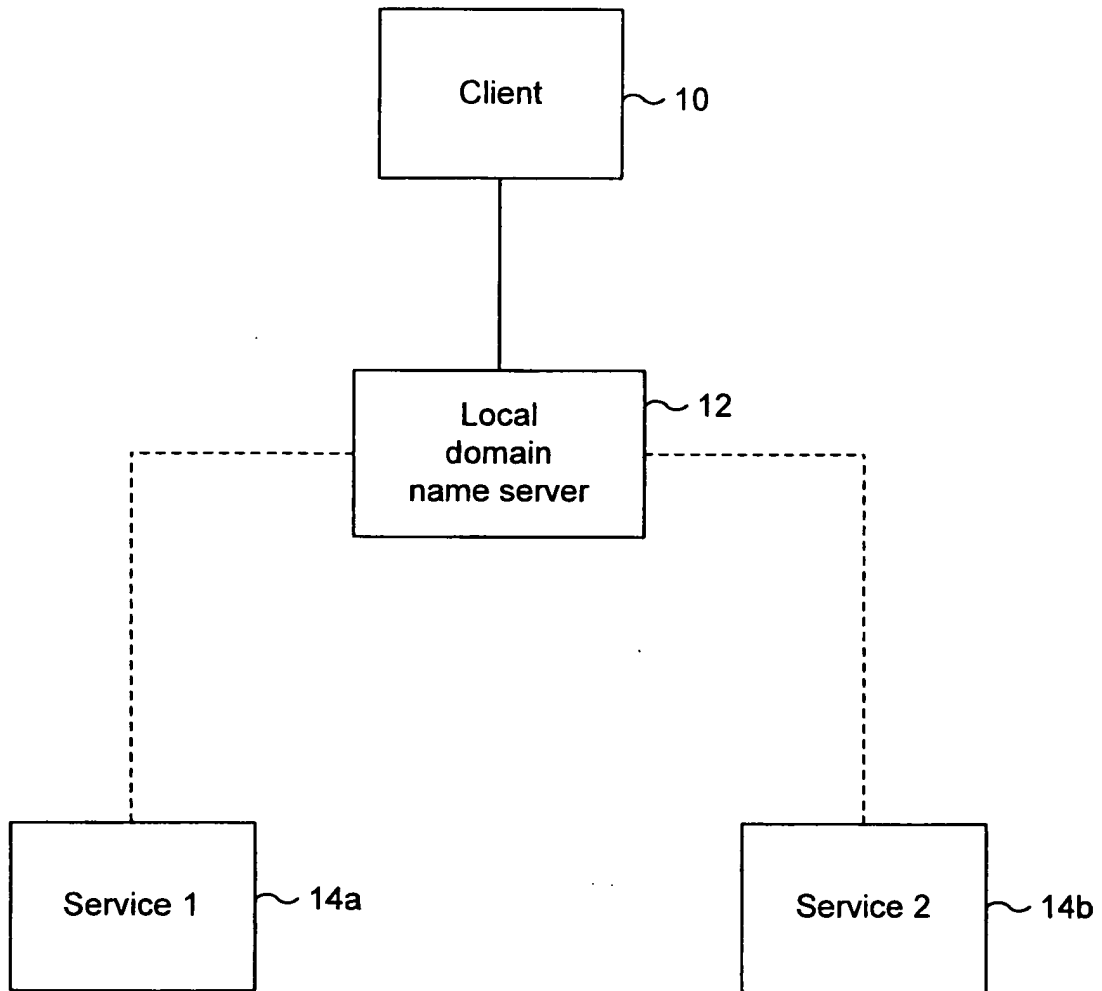 Client
10
Local
domain
name server
12
Service 1
14a
Service 2
14b